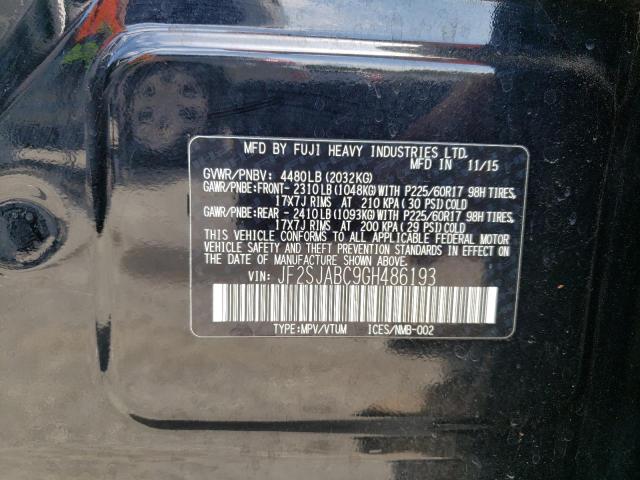 MFD BY FUJI HEAVY INDUSTRIES LTD.
MFD IN 11/15
GVWR/PNBV: 4480LB (2032KG)
GAWR/PNBE:FRONT- 2310LB (1048KG) WITH P225/60R17 98H TIRES,
17X7J RIMS AT 210 KPA (30 PSI) COLD
GAWR/PNBE:REAR - 2410LB (1093KG) WITH P225/60R17 98H TIRES,
17X7J RIMS AT 200 KPA (29 PSI) COLD
THIS VEHICLE CONFORMS TO ALL APPLICABLE FEDERAL MOTOR
VEHICLE SAFETY AND BUMPER STANDARDS IN EFFECT ON
THE DATE OF MANUFACTURE SHOWN ABOVE.
VIN: JF2SJABC9GH486193
TYPE:MPV/VTUM ICES/NMB-002